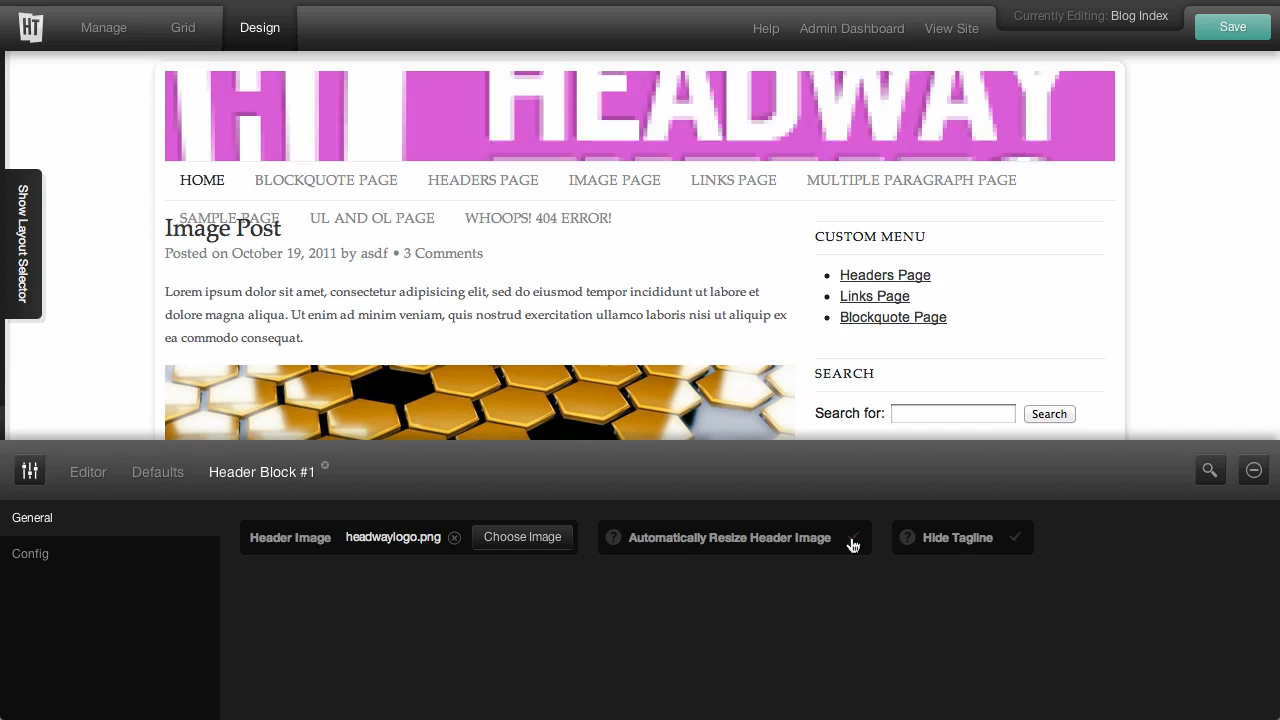 HT Manage Grid Design Help Admin Dashboard View Site Currently Editing: Blog Index Save
HT HEADWAY
HOME BLOCKQUOTE PAGE HEADERS PAGE IMAGE PAGE LINKS PAGE MULTIPLE PARAGRAPH PAGE
SAMPLE PAGE UL AND OL PAGE WHOOPS! 404 ERROR!
Show Layout Selector
Image Post
Posted on October 19, 2011 by asdf • 3 Comments
Lorem ipsum dolor sit amet, consectetur adipisicing elit, sed do eiusmod tempor incididunt ut labore et
dolore magna aliqua. Ut enim ad minim veniam, quis nostrud exercitation ullamco laboris nisi ut aliquip ex
ea commodo consequat.
CUSTOM MENU
Headers Page
Links Page
Blockquote Page
SEARCH
Search for: Search
Editor Defaults Header Block #1
General
Config
Header Image headwaylogo.png Choose Image ? Automatically Resize Header Image ? Hide Tagline